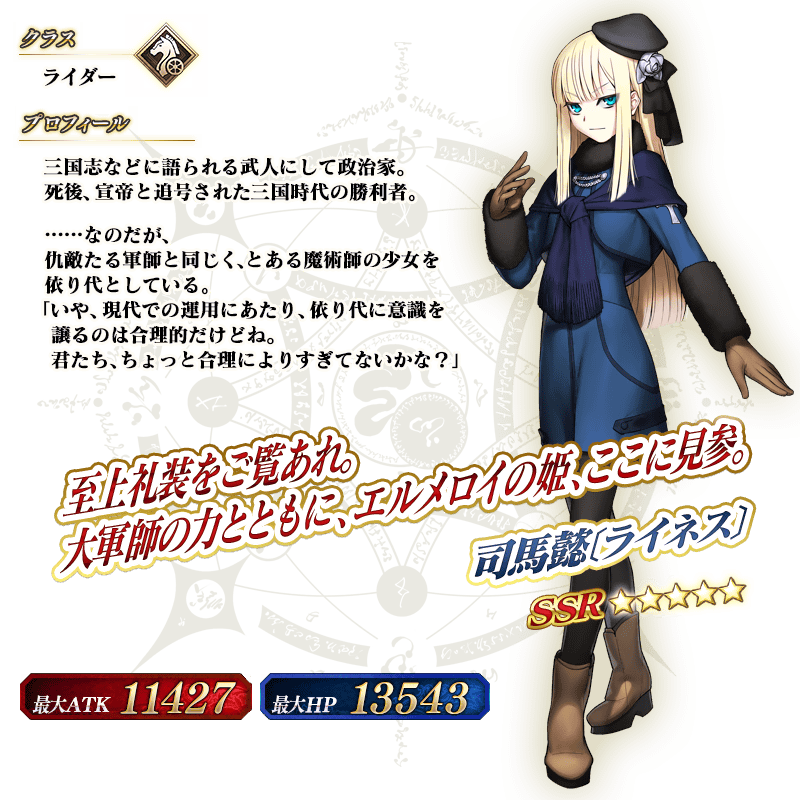 クラス
ライダー
プロフィール
三国志などに語られる武人にして政治家。
死後、宣帝と追号された三国時代の勝利者。
……なのだが、
仇敵たる軍師と同じく、とある魔術師の少女を
依り代としている。
「いや、現代での運用にあたり、依り代に意識を
譲るのは合理的だけどね。
君たち、ちょっと合理によりすぎてないかな？」
至上礼装をご覧あれ。
大軍師の力とともに、エルメロイの姫、ここに見参。
司馬懿〔ライネス〕
SSR ★★★★★
最大ATK 11427
最大HP 13543